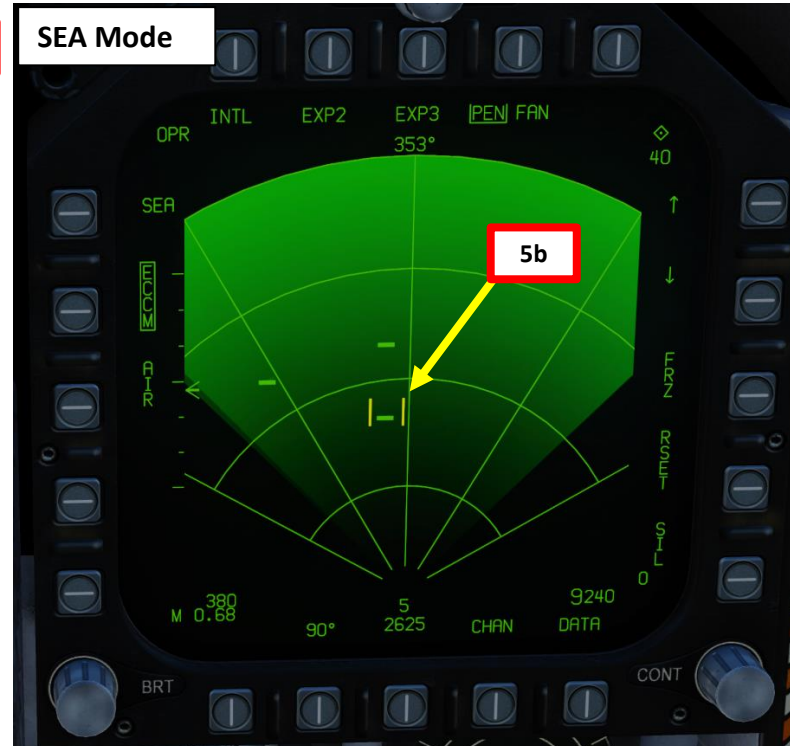 SEA Mode
INTL EXP2 EXP3 PEN FAN
OPR
353°
40
SEA
5b
ECCM
AIR
FRZ
RSET
SIL
0
380
M 0.68
90°
5
2625
CHAN
9240
DATA
BRT
CONT